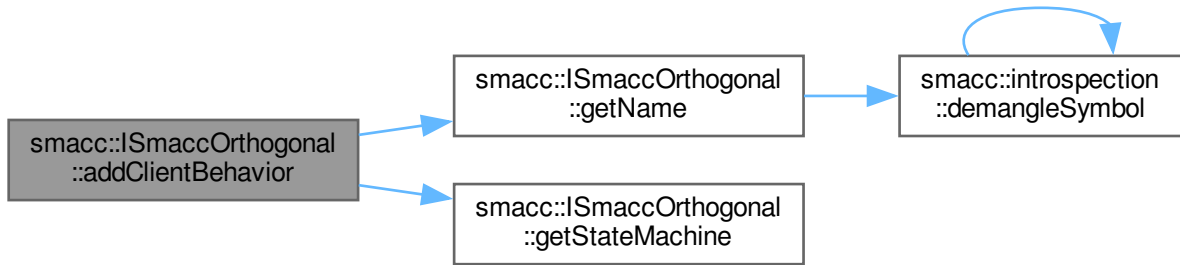 smacc::ISmaccOrthogonal
::addClientBehavior
smacc::ISmaccOrthogonal
::getName
smacc::ISmaccOrthogonal
::getStateMachine
smacc::introspection
::demangleSymbol